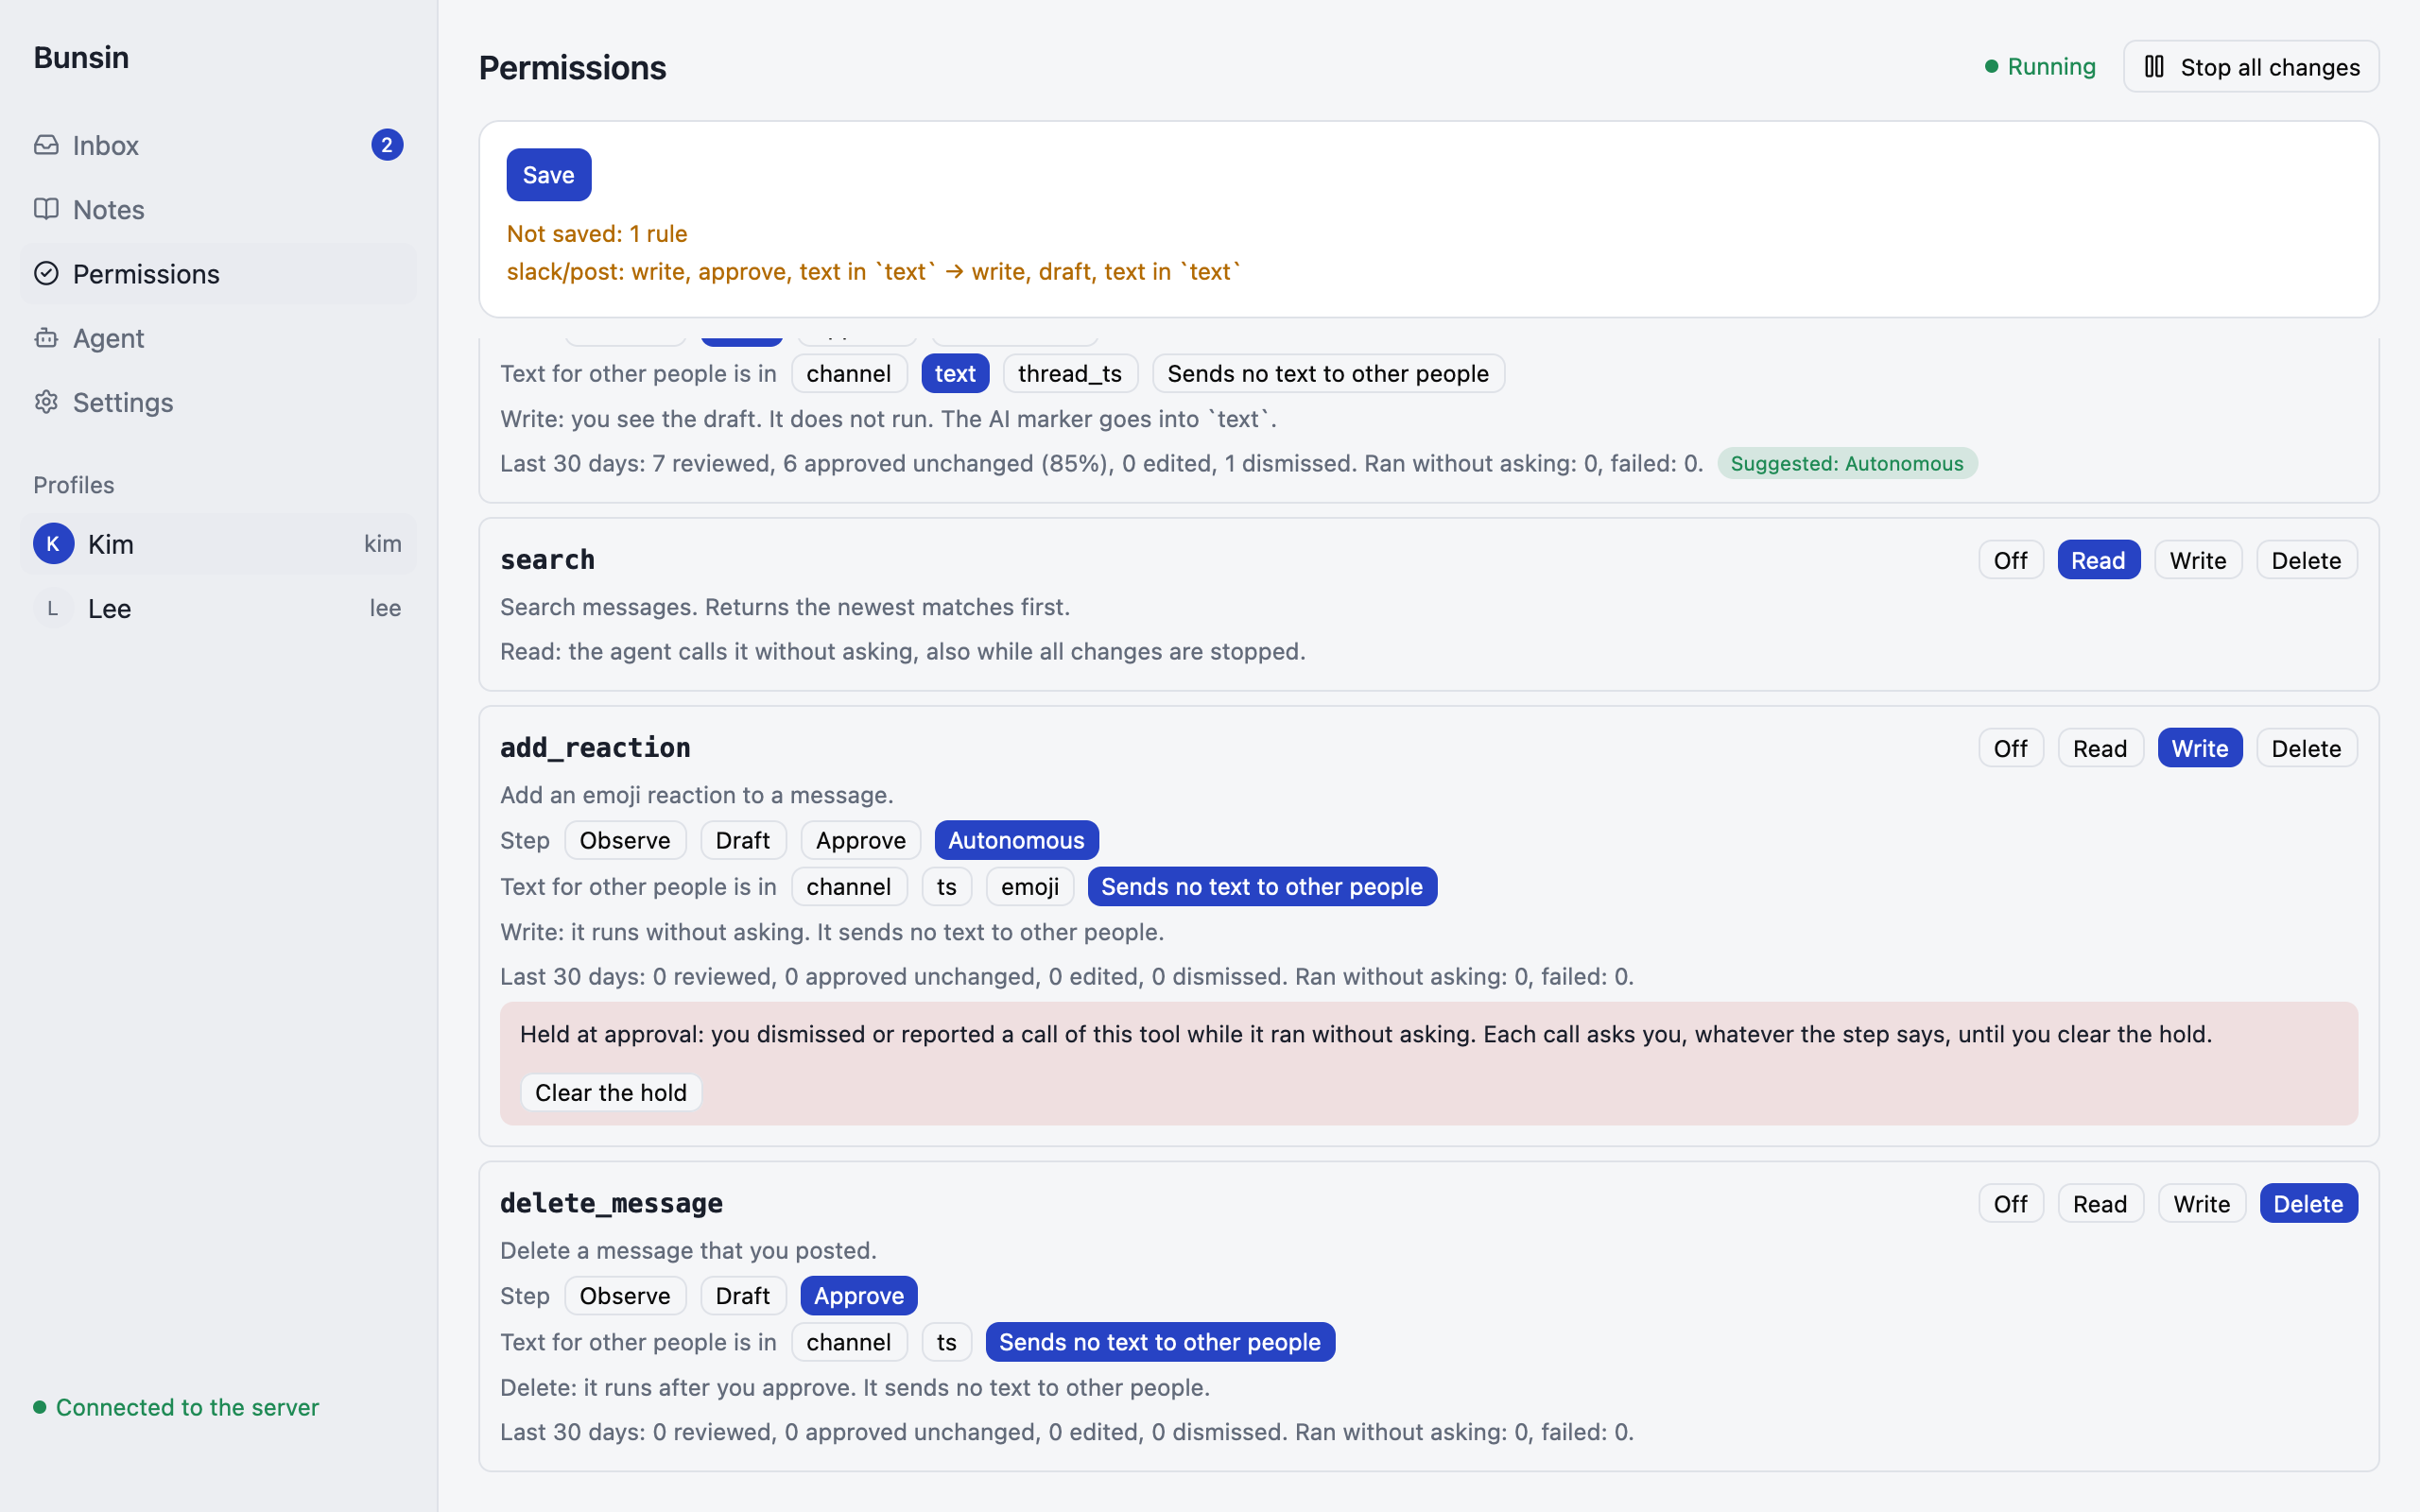 Bunsin
Inbox 2
Notes
Permissions
Agent
Settings
Profiles
K Kim kim
L Lee lee
Connected to the server
Permissions
Running Stop all changes
Save
Not saved: 1 rule
slack/post: write, approve, text in `text` → write, draft, text in `text`
Text for other people is in channel text thread_ts Sends no text to other people
Write: you see the draft. It does not run. The AI marker goes into `text`.
Last 30 days: 7 reviewed, 6 approved unchanged (85%), 0 edited, 1 dismissed. Ran without asking: 0, failed: 0. Suggested: Autonomous
search Off Read Write Delete
Search messages. Returns the newest matches first.
Read: the agent calls it without asking, also while all changes are stopped.
add_reaction Off Read Write Delete
Add an emoji reaction to a message.
Step Observe Draft Approve Autonomous
Text for other people is in channel ts emoji Sends no text to other people
Write: it runs without asking. It sends no text to other people.
Last 30 days: 0 reviewed, 0 approved unchanged, 0 edited, 0 dismissed. Ran without asking: 0, failed: 0.
Held at approval: you dismissed or reported a call of this tool while it ran without asking. Each call asks you, whatever the step says, until you clear the hold.
Clear the hold
delete_message Off Read Write Delete
Delete a message that you posted.
Step Observe Draft Approve
Text for other people is in channel ts Sends no text to other people
Delete: it runs after you approve. It sends no text to other people.
Last 30 days: 0 reviewed, 0 approved unchanged, 0 edited, 0 dismissed. Ran without asking: 0, failed: 0.